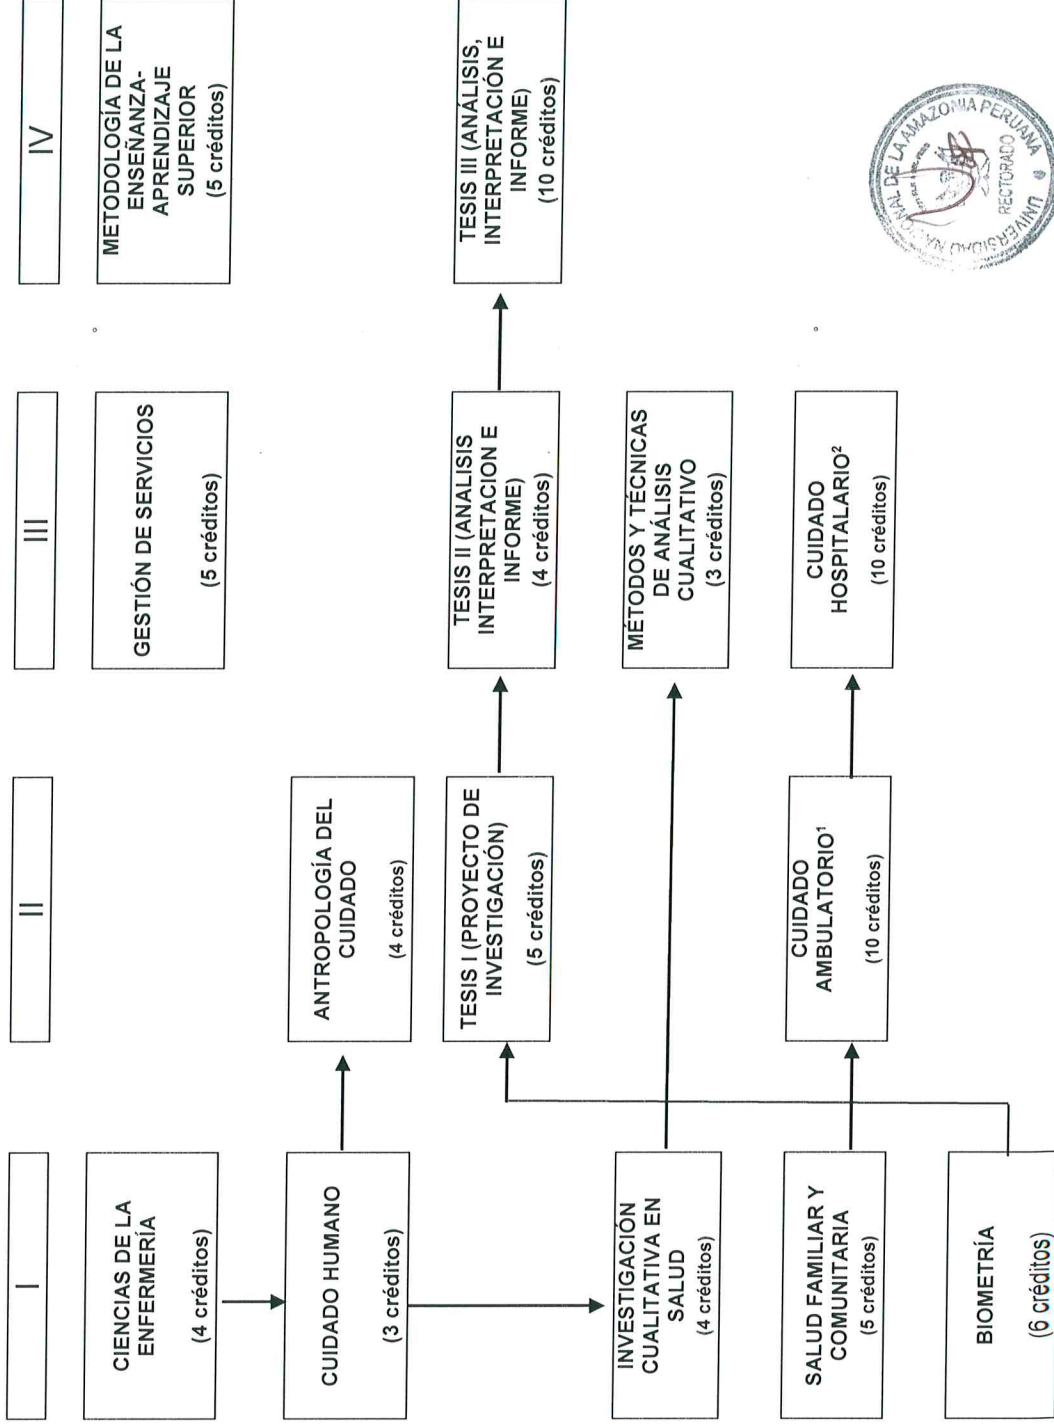 I
CIENCIAS DE LA
ENFERMERÍA
(4 créditos)
CUIDADO HUMANO
(3 créditos)
INVESTIGACIÓN
CUALITATIVA EN
SALUD
(4 créditos)
SALUD FAMILIAR Y
COMUNITARIA
(5 créditos)
BIOMETRÍA
(6 créditos)
II
ANTROPOLOGÍA DEL
CUIDADO
(4 créditos)
TESIS I (PROYECTO DE
INVESTIGACIÓN)
(5 créditos)
CUIDADO
AMBULATORIO¹
(10 créditos)
III
GESTIÓN DE SERVICIOS
(5 créditos)
TESIS II (ANALISIS
INTERPRETACION E
INFORME)
(4 créditos)
MÉTODOS Y TÉCNICAS
DE ANÁLISIS
CUALITATIVO
(3 créditos)
CUIDADO
HOSPITALARIO²
(10 créditos)
IV
METODOLOGÍA DE LA
ENSEÑANZA-
APRENDIZAJE
SUPERIOR
(5 créditos)
TESIS III (ANÁLISIS,
INTERPRETACIÓN E
INFORME)
(10 créditos)
UNIVERSIDAD NACIONAL DE LA AMAZONIA PERUANA
RECTORADO